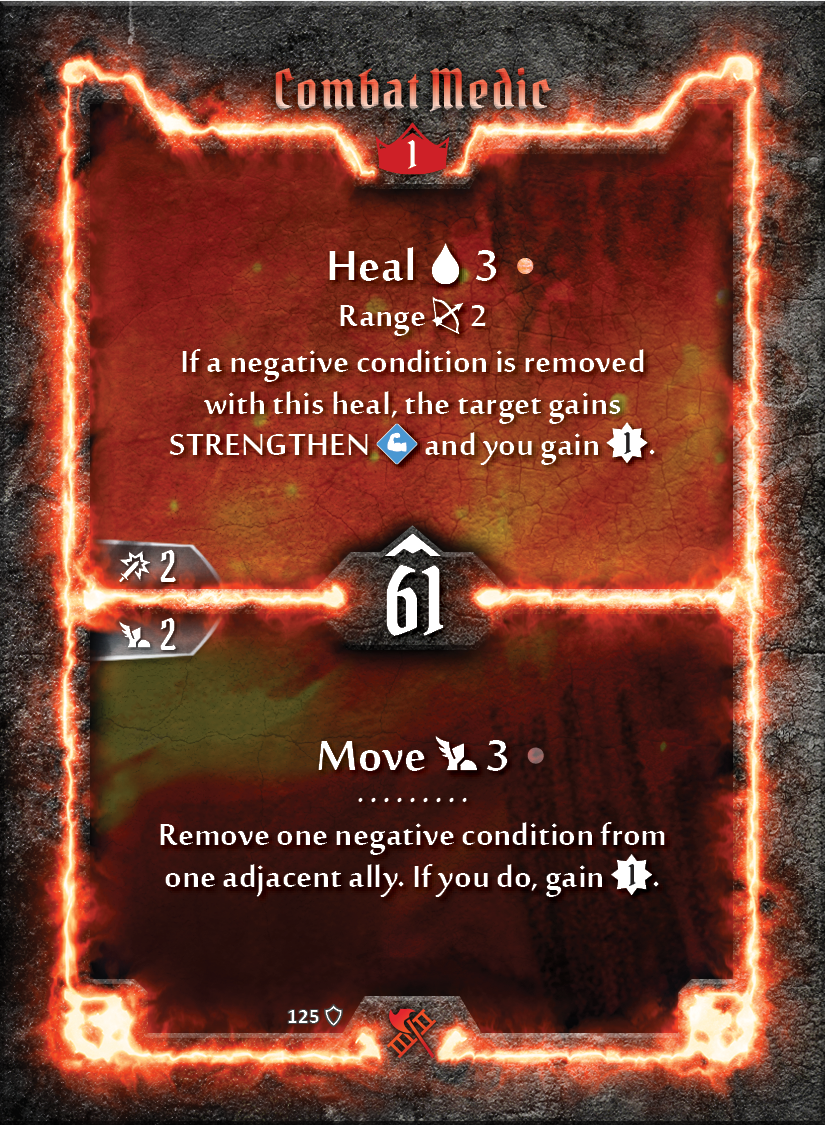 Combat Medic
1
Heal 3
Range 2
If a negative condition is removed
with this heal, the target gains
STRENGTHEN and you gain 1.
2
61
2
Move 3
.........
Remove one negative condition from
one adjacent ally. If you do, gain 1.
125